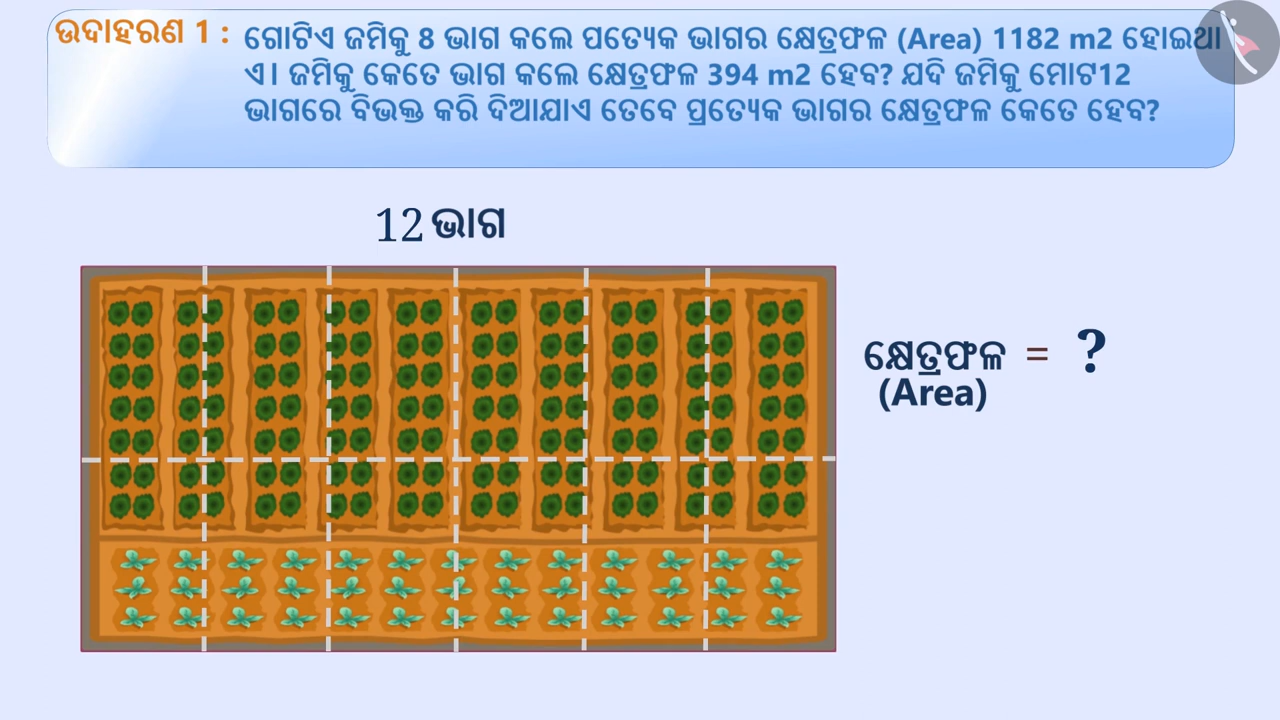 ଉଦାହରଣ 1 : ଗୋଟିଏ ଜମିକୁ 8 ଭାଗ କଲେ ପତ୍ୟେକ ଭାଗର କ୍ଷେତ୍ରଫଳ (Area) 1182 m2 ହୋଇଥା
ଏ। ଜମିକୁ କେତେ ଭାଗ କଲେ କ୍ଷେତ୍ରଫଳ 394 m2 ହେବ? ଯଦି ଜମିକୁ ମୋଟ12
ଭାଗରେ ବିଭକ୍ତ କରି ଦିଆଯାଏ ତେବେ ପ୍ରତ୍ୟେକ ଭାଗର କ୍ଷେତ୍ରଫଳ କେତେ ହେବ?
12 ଭାଗ
କ୍ଷେତ୍ରଫଳ = ?
(Area)